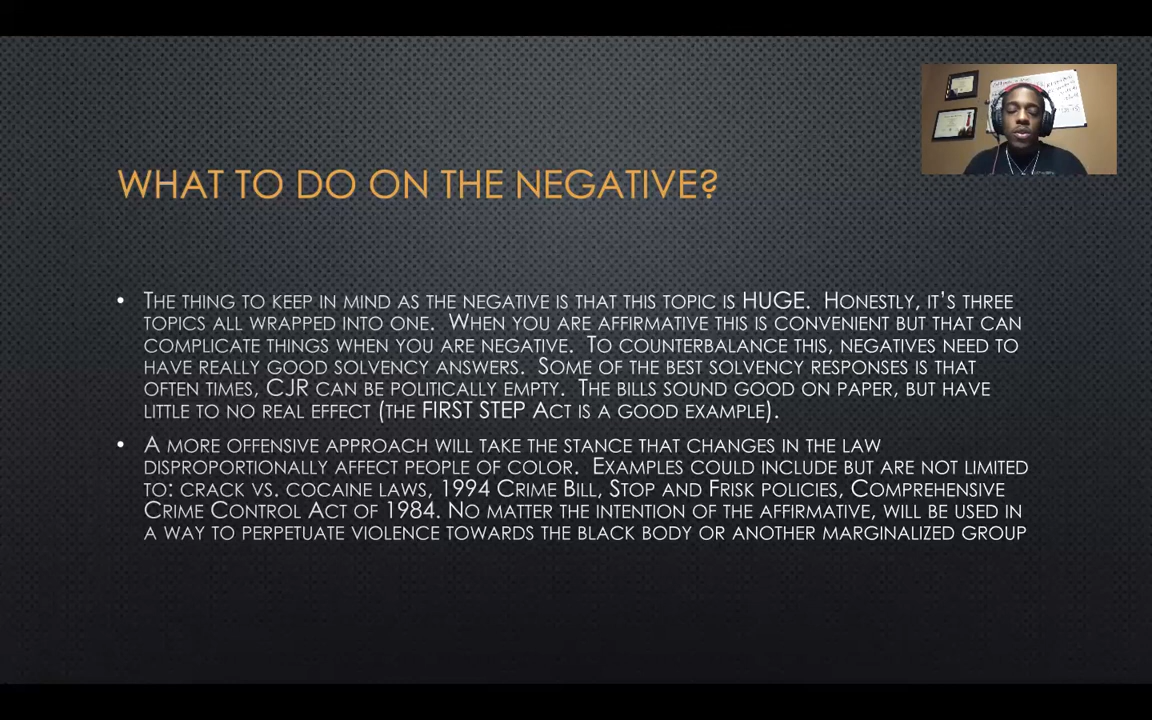 WHAT TO DO ON THE NEGATIVE?
• THE THING TO KEEP IN MIND AS THE NEGATIVE IS THAT THIS TOPIC IS HUGE. HONESTLY, IT'S THREE
TOPICS ALL WRAPPED INTO ONE. WHEN YOU ARE AFFIRMATIVE THIS IS CONVENIENT BUT THAT CAN
COMPLICATE THINGS WHEN YOU ARE NEGATIVE. TO COUNTERBALANCE THIS, NEGATIVES NEED TO
HAVE REALLY GOOD SOLVENCY ANSWERS. SOME OF THE BEST SOLVENCY RESPONSES IS THAT
OFTEN TIMES, CJR CAN BE POLITICALLY EMPTY. THE BILLS SOUND GOOD ON PAPER, BUT HAVE
LITTLE TO NO REAL EFFECT (THE FIRST STEP ACT IS A GOOD EXAMPLE).
• A MORE OFFENSIVE APPROACH WILL TAKE THE STANCE THAT CHANGES IN THE LAW
DISPROPORTIONALLY AFFECT PEOPLE OF COLOR. EXAMPLES COULD INCLUDE BUT ARE NOT LIMITED
TO: CRACK VS. COCAINE LAWS, 1994 CRIME BILL, STOP AND FRISK POLICIES, COMPREHENSIVE
CRIME CONTROL ACT OF 1984. NO MATTER THE INTENTION OF THE AFFIRMATIVE, WILL BE USED IN
A WAY TO PERPETUATE VIOLENCE TOWARDS THE BLACK BODY OR ANOTHER MARGINALIZED GROUP